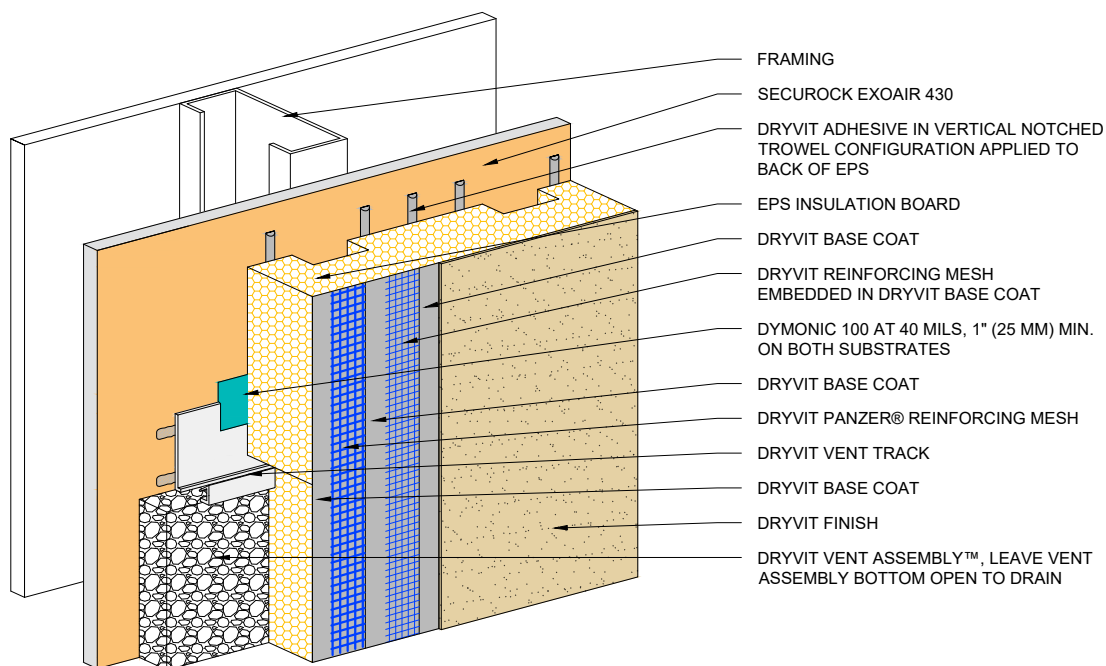 FRAMING
SECUROCK EXOAIR 430
DRYVIT ADHESIVE IN VERTICAL NOTCHED
TROWEL CONFIGURATION APPLIED TO
BACK OF EPS
EPS INSULATION BOARD
DRYVIT BASE COAT
DRYVIT REINFORCING MESH
EMBEDDED IN DRYVIT BASE COAT
DYMONIC 100 AT 40 MILS, 1" (25 MM) MIN.
ON BOTH SUBSTRATES
DRYVIT BASE COAT
DRYVIT PANZER® REINFORCING MESH
DRYVIT VENT TRACK
DRYVIT BASE COAT
DRYVIT FINISH
DRYVIT VENT ASSEMBLY™, LEAVE VENT
ASSEMBLY BOTTOM OPEN TO DRAIN